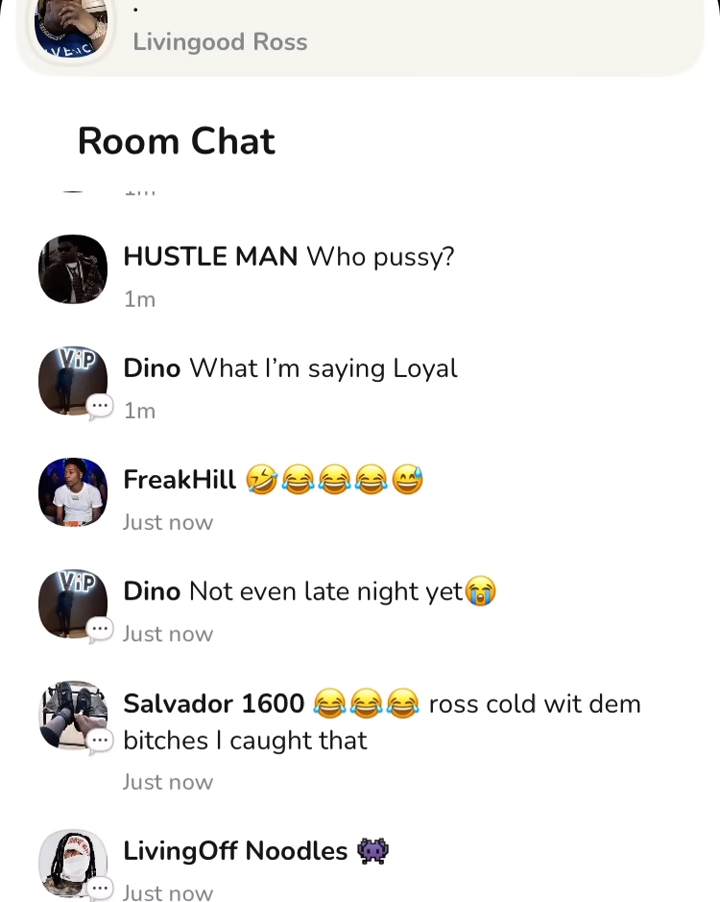 .
Livingood Ross
Room Chat
HUSTLE MAN Who pussy?
1m
ViP
Dino What I'm saying Loyal
1m
FreakHill 🤣😂😂😂😅
Just now
ViP
Dino Not even late night yet😭
Just now
Salvador 1600 😂😂😂 ross cold wit dem
bitches I caught that
Just now
LivingOff Noodles 👾
Just now